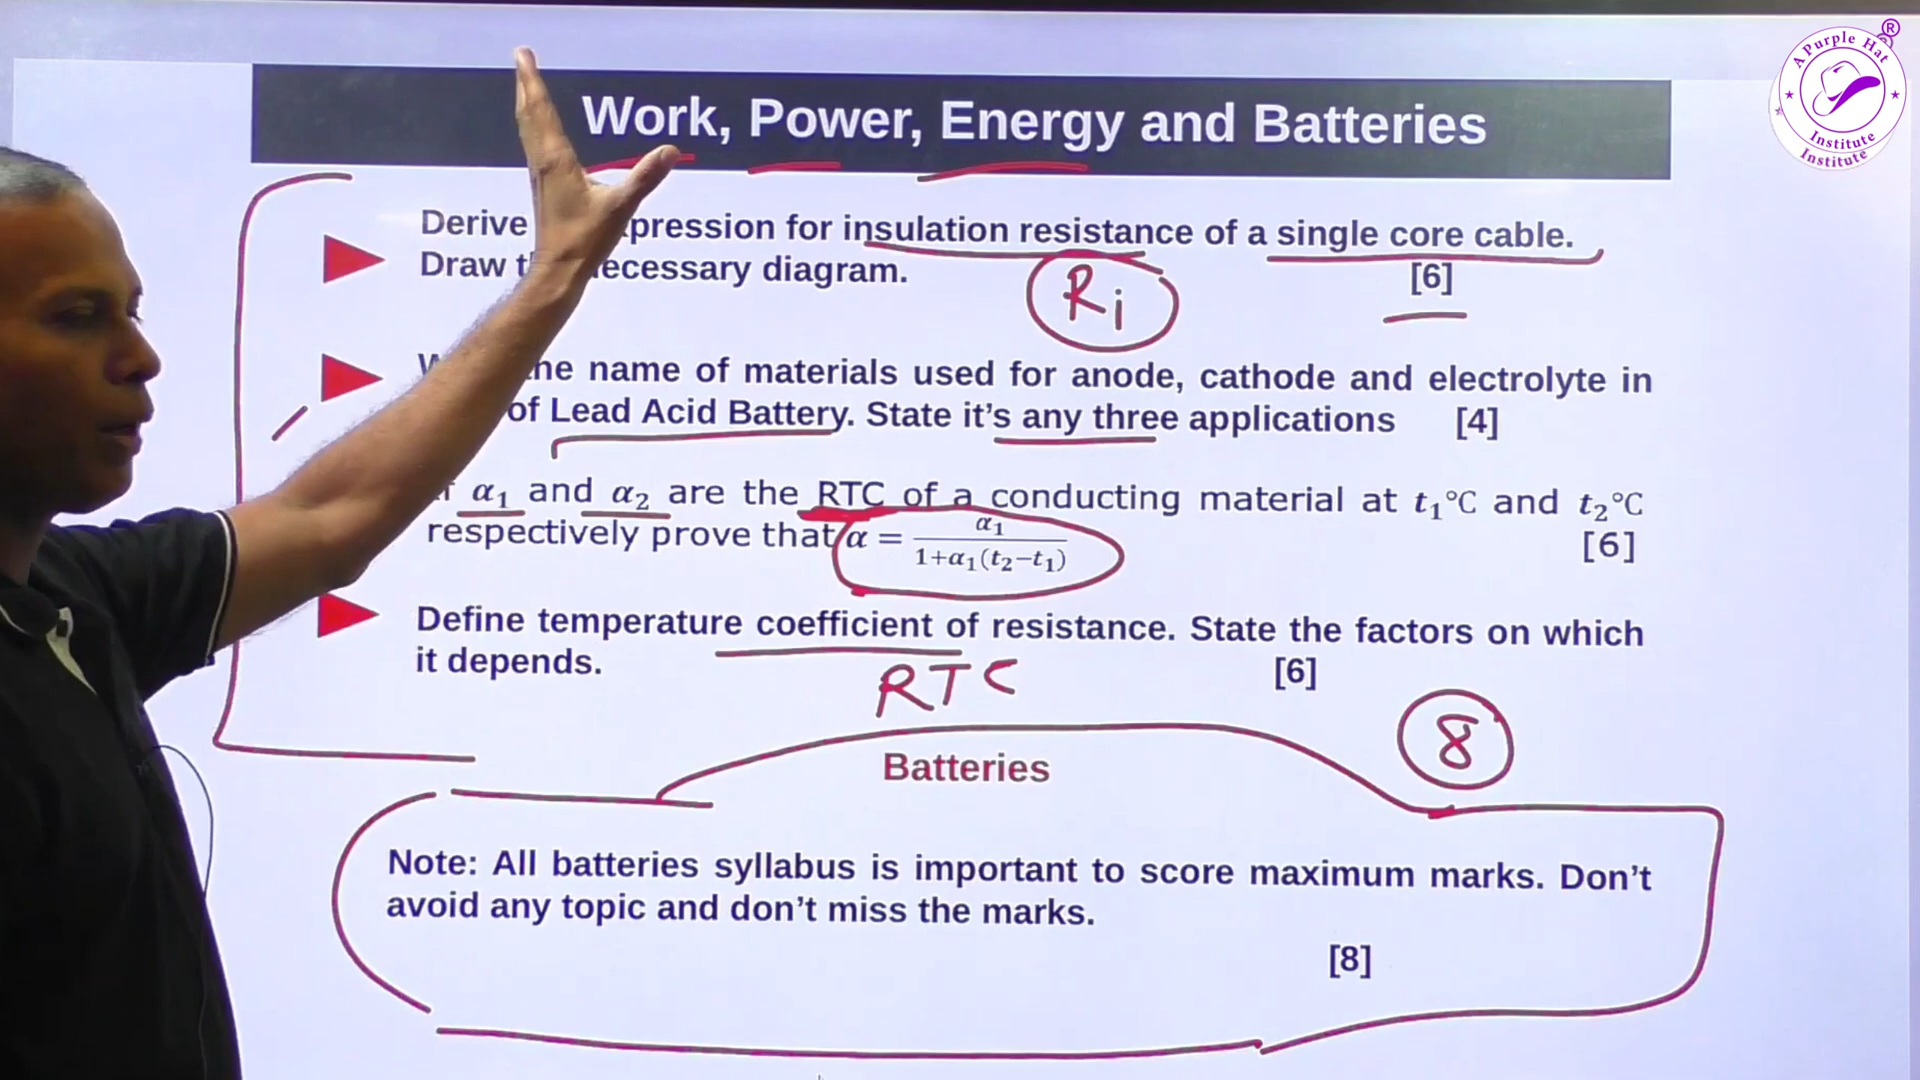 Work, Power, Energy and Batteries
A Purple Hat
Institute
Institute
®
Derive pression for insulation resistance of a single core cable.
Draw t ecessary diagram.
[6]
Ri
he name of materials used for anode, cathode and electrolyte in
of Lead Acid Battery. State it's any three applications [4]
α₁ and α₂ are the RTC of a conducting material at t₁°C and t₂°C
respectively prove that α = α₁ / 1+α₁(t₂−t₁)
[6]
Define temperature coefficient of resistance. State the factors on which
it depends. [6]
RTC
8
Batteries
Note: All batteries syllabus is important to score maximum marks. Don't
avoid any topic and don't miss the marks.
[8]